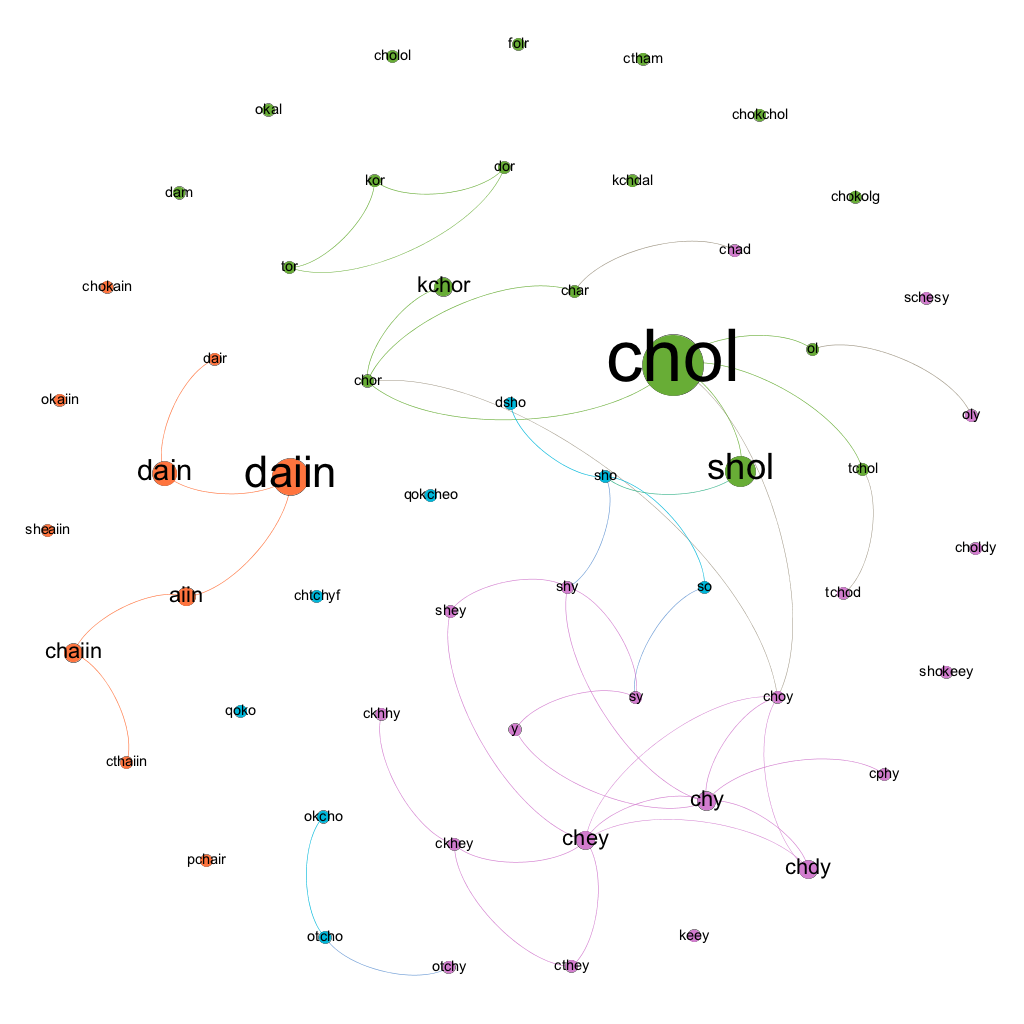 folr
cholol
ctham
okal
chokchol
dor
kor
kchdal
dam
chokolg
chad
tor
kchor
chokain
char
schesy
chol
ol
dair
chor
okaiin
dsho
oly
dain
daiin
shol
tchol
sho
qokcheo
sheaiin
choldy
shy
so
aiin
chtchyf
tchod
shey
chaiin
shokeey
sy
choy
qoko
ckhhy
y
cthaiin
cphy
chy
okcho
chey
ckhey
pchair
chdy
otcho
keey
otchy
cthey